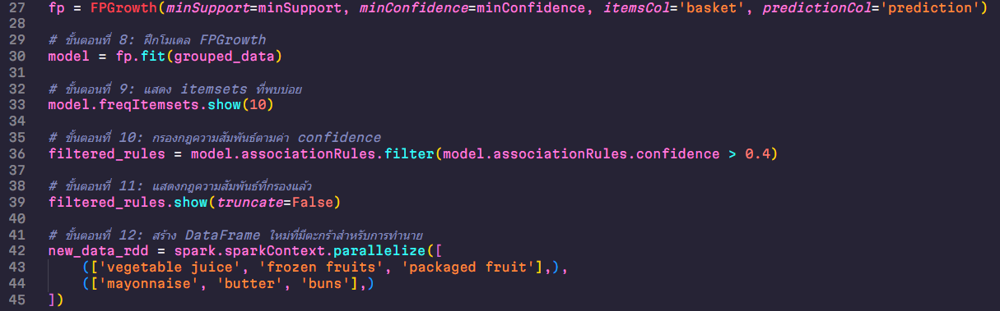 27 fp = FPGrowth(minSupport=minSupport, minConfidence=minConfidence, itemsCol='basket', predictionCol='prediction')
28
29 # ขั้นตอนที่ 8: ฝึกโมเดล FPGrowth
30 model = fp.fit(grouped_data)
31
32 # ขั้นตอนที่ 9: แสดง itemsets ที่พบบ่อย
33 model.freqItemsets.show(10)
34
35 # ขั้นตอนที่ 10: กรองกฎความสัมพันธ์ตามค่า confidence
36 filtered_rules = model.associationRules.filter(model.associationRules.confidence > 0.4)
37
38 # ขั้นตอนที่ 11: แสดงกฎความสัมพันธ์ที่กรองแล้ว
39 filtered_rules.show(truncate=False)
40
41 # ขั้นตอนที่ 12: สร้าง DataFrame ใหม่ที่มีตะกร้าสำหรับการทำนาย
42 new_data_rdd = spark.sparkContext.parallelize([
43     (['vegetable juice', 'frozen fruits', 'packaged fruit'],),
44     (['mayonnaise', 'butter', 'buns'],)
45 ])